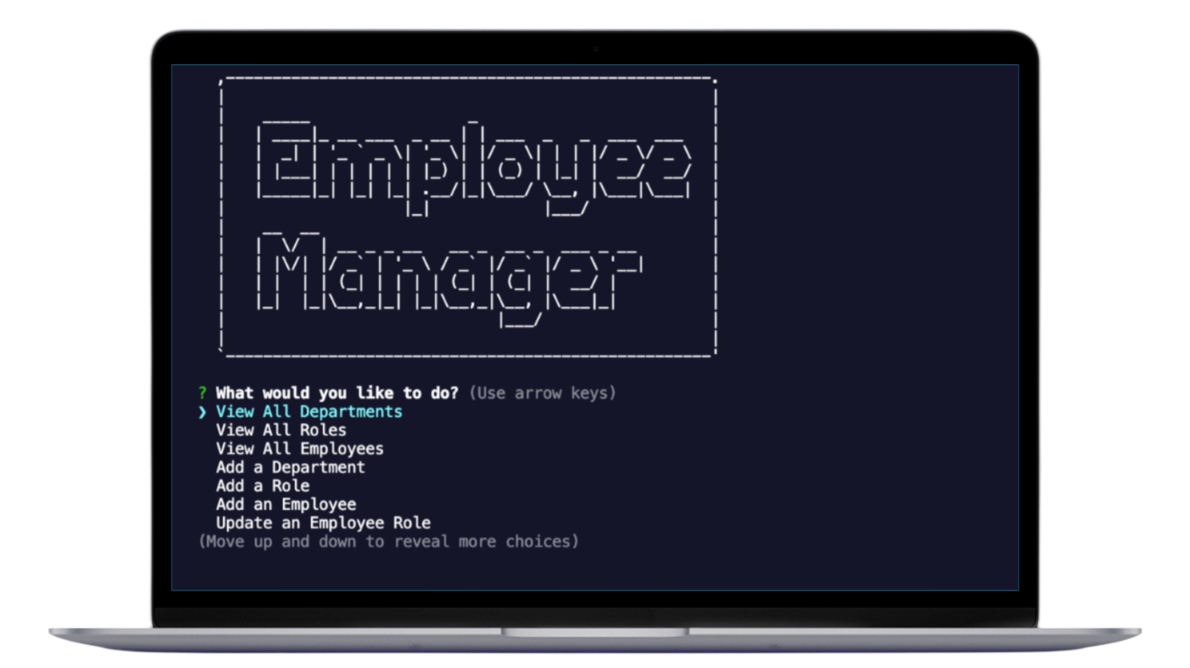 Employee
Manager
? What would you like to do? (Use arrow keys)
❯ View All Departments
View All Roles
View All Employees
Add a Department
Add a Role
Add an Employee
Update an Employee Role
(Move up and down to reveal more choices)